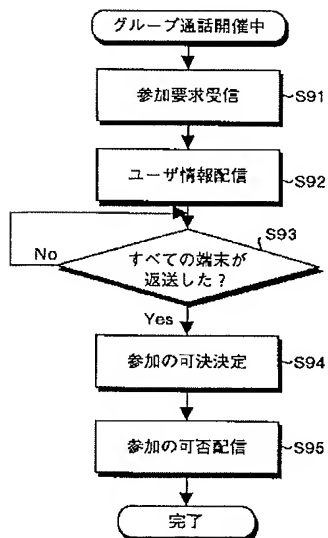 グループ通話開催中
参加要求受信
S91
ユーザ情報配信
S92
S93
すべての端末が
返送した？
No
Yes
参加の可決決定
S94
参加の可否配信
S95
完了